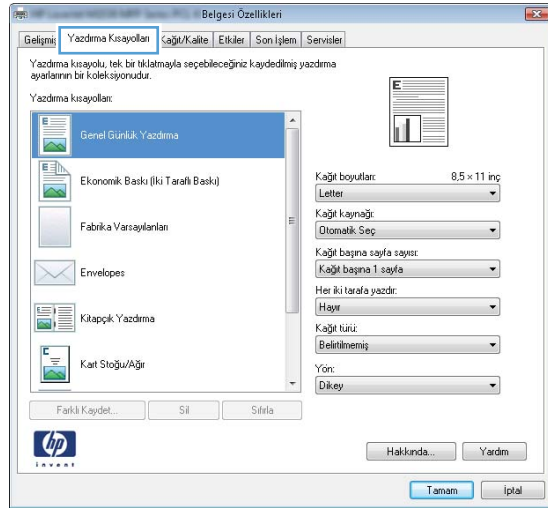 Belgesi Özellikleri
Gelişmiş Yazdırma Kısayolları Kağıt/Kalite Etkiler Son İşlem Servisler
Yazdırma kısayolu, tek bir tıklatmayla seçebileceğiniz kaydedilmiş yazdırma
ayarlarının bir koleksiyonudur.
Yazdırma kısayolları:
Genel Günlük Yazdırma
Ekonomik Baskı (İki Taraflı Baskı)
Fabrika Varsayılanları
Envelopes
Kitapçık Yazdırma
Kart Stoğu/Ağır
Farklı Kaydet... Sil Sıfırla
Kağıt boyutları: 8,5 × 11 inç
Letter
Kağıt kaynağı:
Otomatik Seç
Kağıt başına sayfa sayısı:
Kağıt başına 1 sayfa
Her iki tarafa yazdır:
Hayır
Kağıt türü:
Belirtilmemiş
Yön:
Dikey
hp
invent
Hakkında... Yardım
Tamam İptal